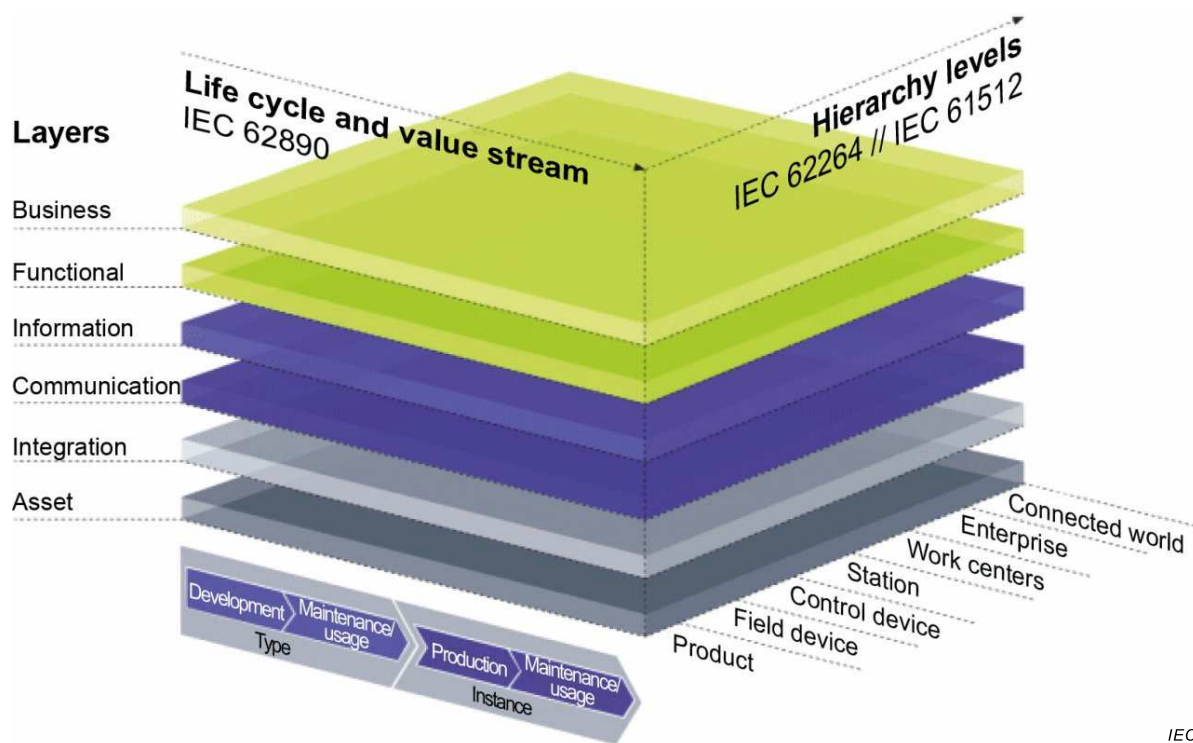 Life cycle and value stream
IEC 62890
Hierarchy levels
IEC 62264 // IEC 61512
Layers
Business
Functional
Information
Communication
Integration
Asset
Connected world
Enterprise
Work centers
Station
Control device
Field device
Product
Development
Maintenance/
usage
Type
Production
Maintenance/
usage
Instance
IEC